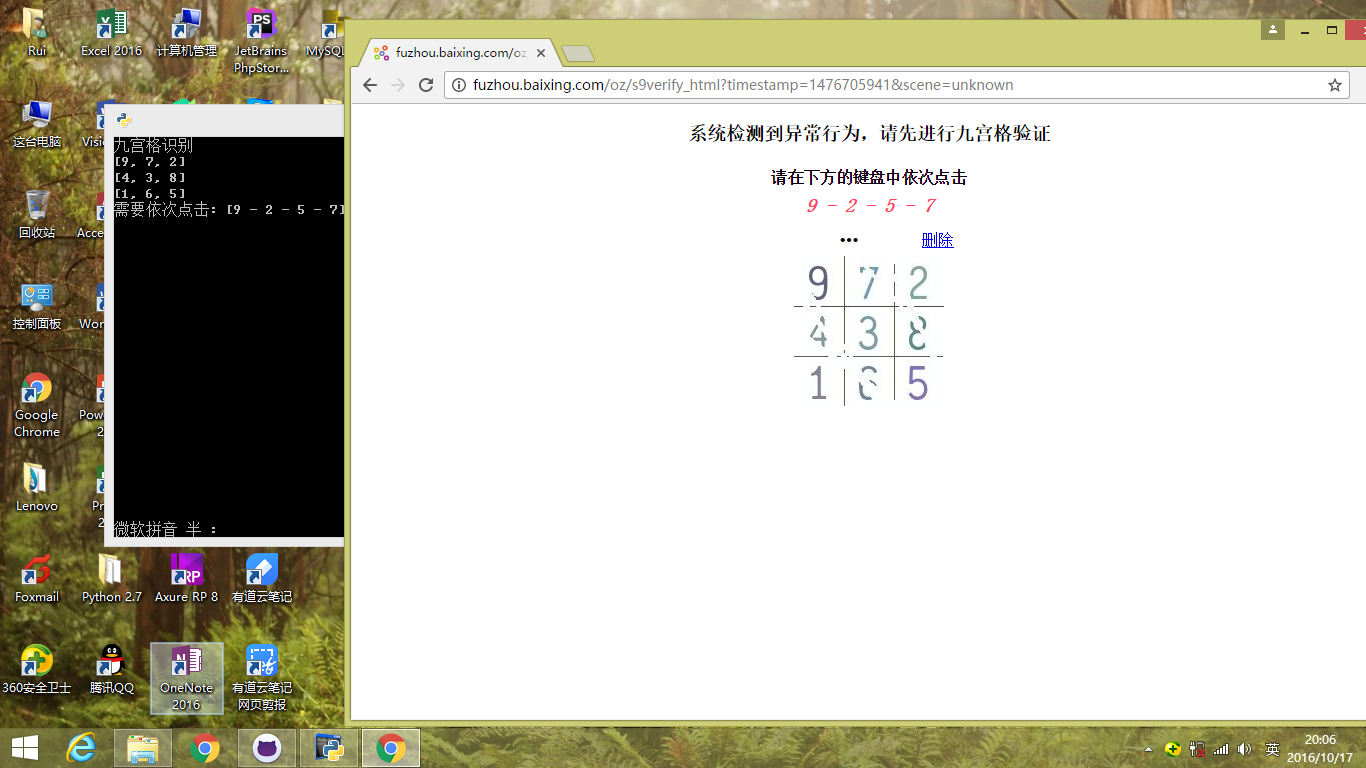 Rui
Excel 2016
计算机管理
JetBrains
PhpStor...
MySQL
这台电脑
Visi
回收站
Acce
控制面板
Wor
Google
Chrome
Pow
2
Lenovo
Pr
2
Foxmail
Python 2.7
Axure RP 8
有道云笔记
360安全卫士
腾讯QQ
OneNote
2016
有道云笔记
网页剪报
九宫格识别
[9, 7, 2]
[4, 3, 8]
[1, 6, 5]
需要依次点击: [9 - 2 - 5 - 7]
微软拼音 半 :
fuzhou.baixing.com/oz
fuzhou.baixing.com/oz/s9verify_html?timestamp=1476705941&scene=unknown
系统检测到异常行为，请先进行九宫格验证
请在下方的键盘中依次点击
9 - 2 - 5 - 7
••• 删除
9 7 2
4 3 8
1 6 5
英
20:06
2016/10/17